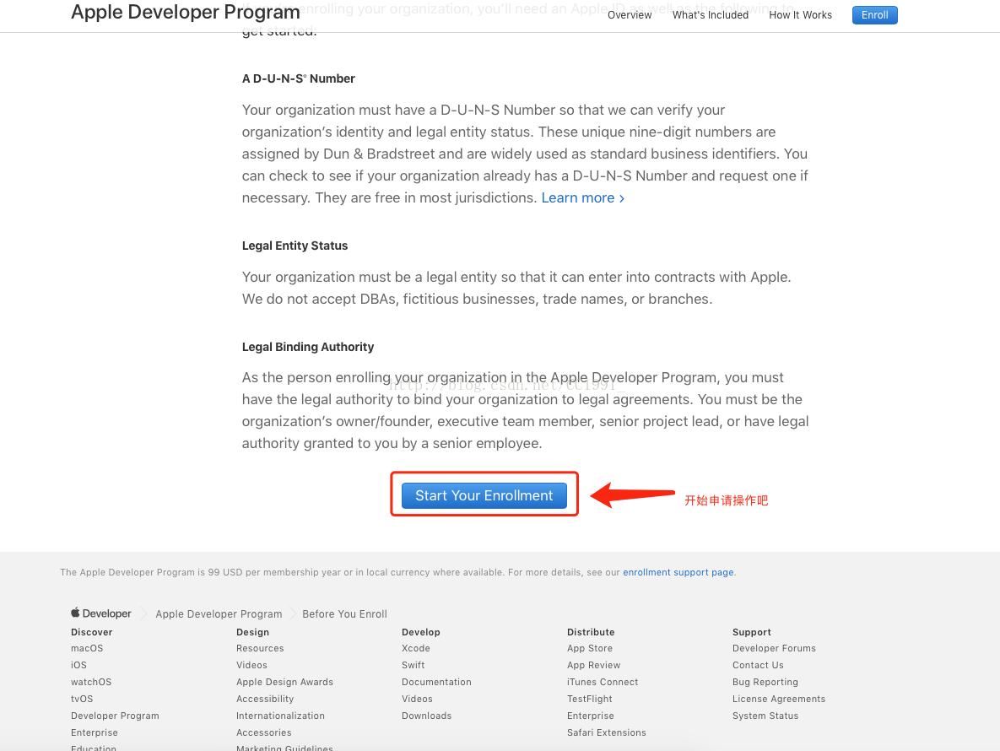 Apple Developer Program
Overview
What's Included
How It Works
Enroll
If you're enrolling your organization, you'll need an Apple ID as well as the following to
get started:
A D-U-N-S® Number
Your organization must have a D-U-N-S Number so that we can verify your
organization’s identity and legal entity status. These unique nine-digit numbers are
assigned by Dun & Bradstreet and are widely used as standard business identifiers. You
can check to see if your organization already has a D-U-N-S Number and request one if
necessary. They are free in most jurisdictions. Learn more ›
Legal Entity Status
Your organization must be a legal entity so that it can enter into contracts with Apple.
We do not accept DBAs, fictitious businesses, trade names, or branches.
Legal Binding Authority
As the person enrolling your organization in the Apple Developer Program, you must
http://blog.csdn.net/CC1991_
have the legal authority to bind your organization to legal agreements. You must be the
organization’s owner/founder, executive team member, senior project lead, or have legal
authority granted to you by a senior employee.
Start Your Enrollment
开始申请操作吧
The Apple Developer Program is 99 USD per membership year or in local currency where available. For more details, see our enrollment support page.
Developer
Apple Developer Program
Before You Enroll
Discover
macOS
iOS
watchOS
tvOS
Developer Program
Enterprise
Education
Design
Resources
Videos
Apple Design Awards
Accessibility
Internationalization
Accessories
Marketing Guidelines
Develop
Xcode
Swift
Documentation
Videos
Downloads
Distribute
App Store
App Review
iTunes Connect
TestFlight
Enterprise
Safari Extensions
Support
Developer Forums
Contact Us
Bug Reporting
License Agreements
System Status